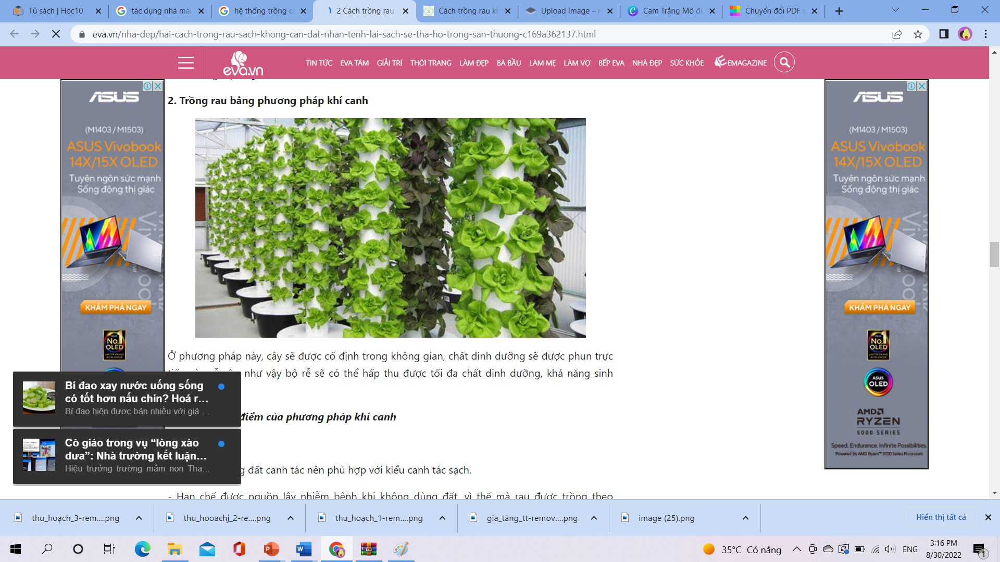 Tủ sách | Hoc10
tác dụng nhà mái
hệ thống trồng c
2 Cách trồng rau
Cách trồng rau kh
Upload Image – r
Cam Trắng Mô đu
Chuyển đổi PDF s
eva.vn/nha-dep/hai-cach-trong-rau-sach-khong-can-dat-nhan-tenh-lai-sach-se-tha-ho-trong-san-thuong-c169a362137.html
eva.vn
TIN TỨC EVA TÁM GIẢI TRÍ THỜI TRANG LÀM ĐẸP BÀ BẦU LÀM MẸ LÀM VỢ BẾP EVA NHÀ ĐẸP SỨC KHỎE EMAGAZINE
ASUS
(M1403 / M1503)
ASUS Vivobook
14X/15X OLED
Tuyên ngôn sức mạnh
Sống động thị giác
KHÁM PHÁ NGAY
ASUS
No.1
OLED
2. Trồng rau bằng phương pháp khí canh
Ở phương pháp này, cây sẽ được cố định trong không gian, chất dinh dưỡng sẽ được phun trực
như vậy bộ rễ sẽ có thể hấp thu được tối đa chất dinh dưỡng, khả năng sinh
điểm của phương pháp khí canh
đất canh tác nên phù hợp với kiểu canh tác sạch.
- Hạn chế được nguồn lây nhiễm bệnh khi không dùng đất, vì thế mà rau được trồng theo
Bí đao xay nước uống sống
có tốt hơn nấu chín? Hoá r...
Bí đao hiện được bán nhiều với giá ...
Cô giáo trong vụ “lòng xào
dưa”: Nhà trường kết luận...
Hiệu trưởng trường mầm non Tha...
ASUS
(M1403 / M1503)
ASUS Vivobook
14X/15X OLED
Tuyên ngôn sức mạnh
Sống động thị giác
KHÁM PHÁ NGAY
ASUS
No.1
OLED
ASUS
OLED
AMD
RYZEN
5000 SERIES
Speed. Endurance. Infinite Possibilities.
Powered by AMD Ryzen™ 5000 Series Processors
thu_hoạch_3-rem....png
thu_hooachj_2-re....png
thu_hoạch_1-rem....png
gia_tăng_tt-remov....png
image (25).png
Hiển thị tất cả
35°C Có nắng
ENG
3:16 PM
8/30/2022
1